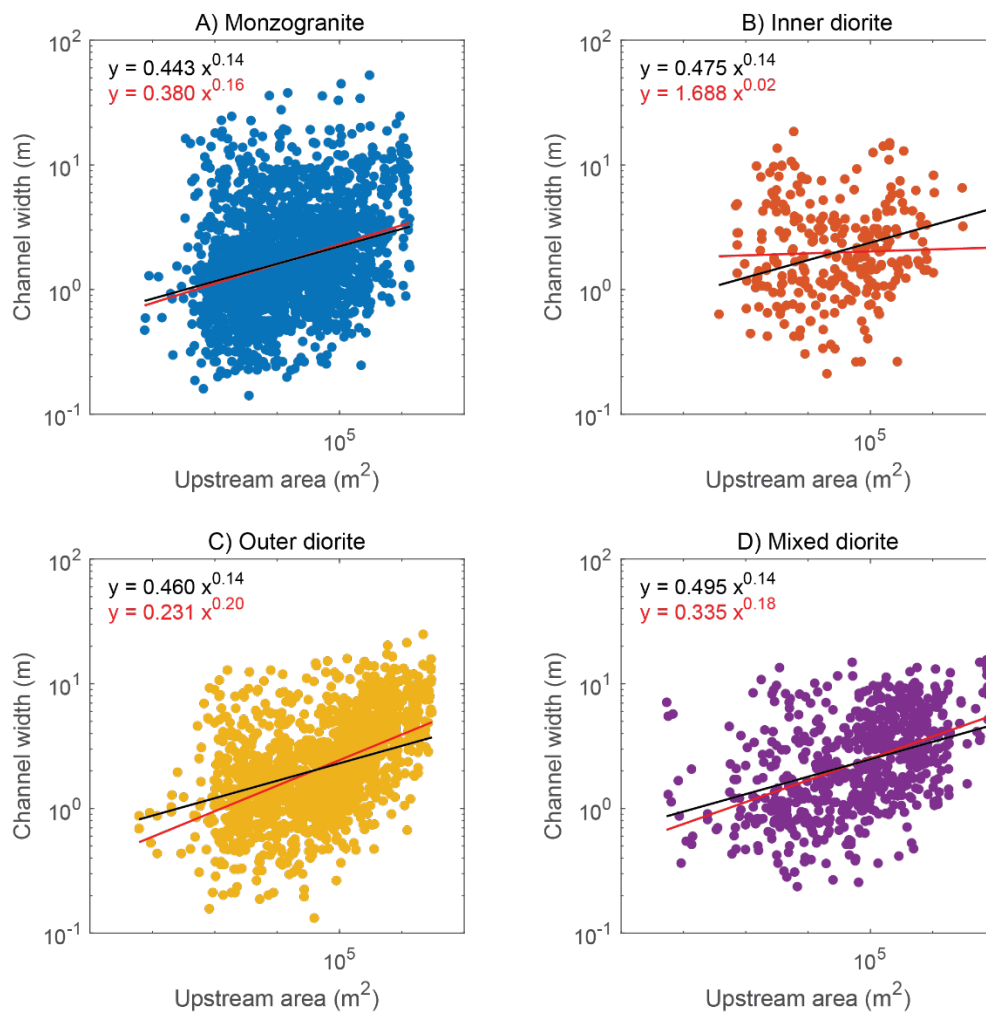 A) Monzogranite
y = 0.443 x^0.14
y = 0.380 x^0.16
10^2
10^1
10^0
10^-1
Channel width (m)
10^5
Upstream area (m^2)
B) Inner diorite
y = 0.475 x^0.14
y = 1.688 x^0.02
10^2
10^1
10^0
10^-1
Channel width (m)
10^5
Upstream area (m^2)
C) Outer diorite
y = 0.460 x^0.14
y = 0.231 x^0.20
10^2
10^1
10^0
10^-1
Channel width (m)
10^5
Upstream area (m^2)
D) Mixed diorite
y = 0.495 x^0.14
y = 0.335 x^0.18
10^2
10^1
10^0
10^-1
Channel width (m)
10^5
Upstream area (m^2)